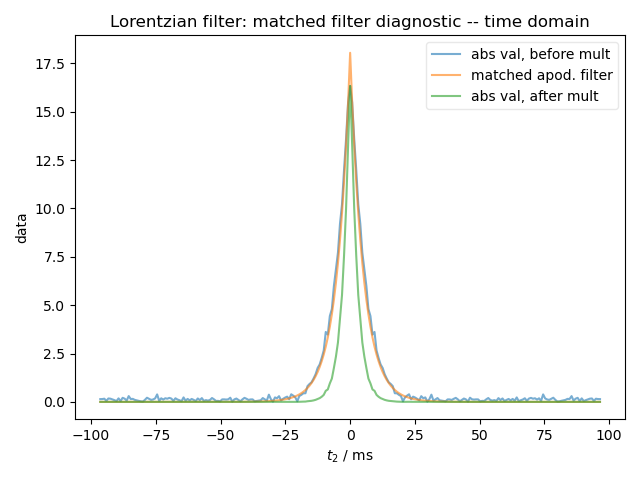 Lorentzian filter: matched filter diagnostic -- time domain
abs val, before mult
matched apod. filter
abs val, after mult
data
17.5
15.0
12.5
10.0
7.5
5.0
2.5
0.0
−100 −75 −50 −25 0 25 50 75 100
t₂ / ms